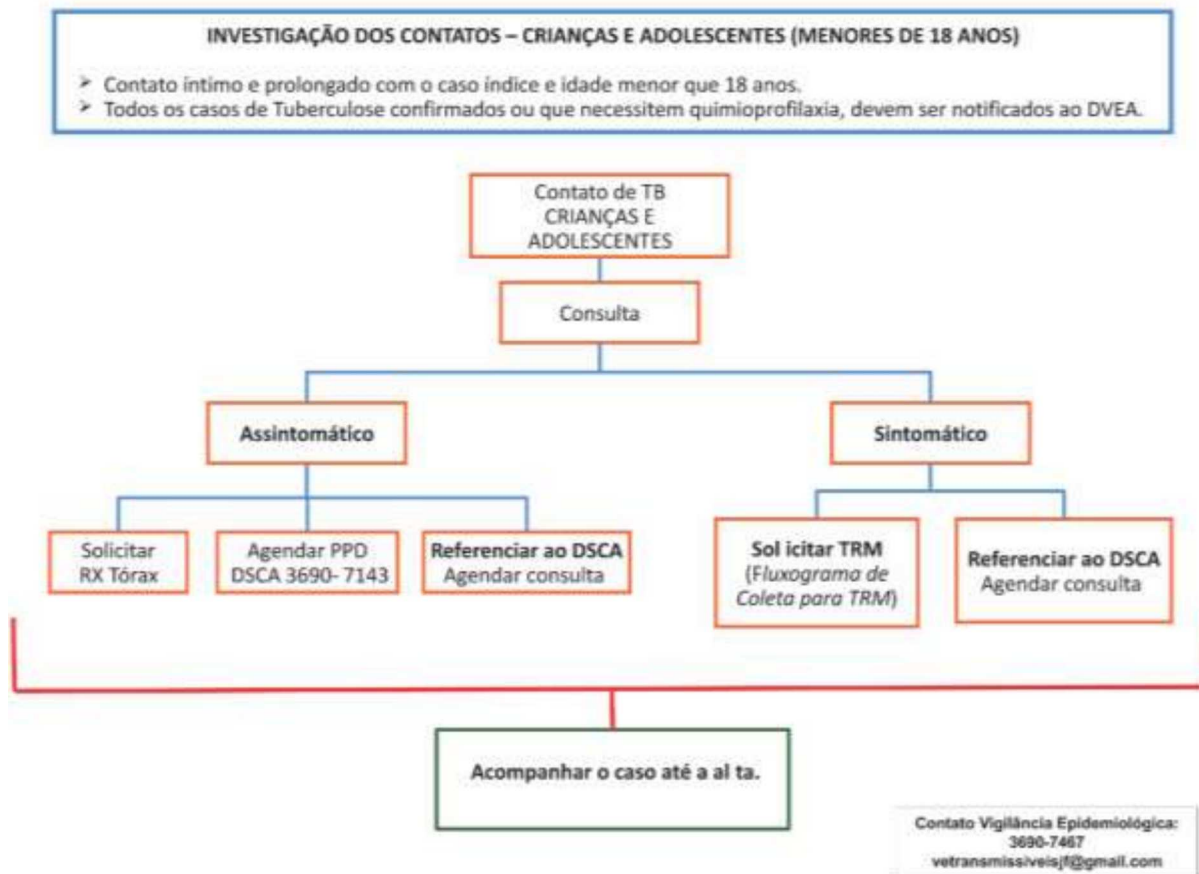 INVESTIGAÇÃO DOS CONTATOS – CRIANÇAS E ADOLESCENTES (MENORES DE 18 ANOS)
➢ Contato íntimo e prolongado com o caso índice e idade menor que 18 anos.
➢ Todos os casos de Tuberculose confirmados ou que necessitem quimioprofilaxia, devem ser notificados ao DVEA.
Contato de TB
CRIANÇAS E
ADOLESCENTES
Consulta
Assintomático
Sintomático
Solicitar
RX Tórax
Agendar PPD
DSCA 3690- 7143
Referenciar ao DSCA
Agendar consulta
Sol icitar TRM
(Fluxograma de
Coleta para TRM)
Referenciar ao DSCA
Agendar consulta
Acompanhar o caso até a al ta.
Contato Vigilância Epidemiológica:
3690-7467
vetransmissiveisjf@gmail.com